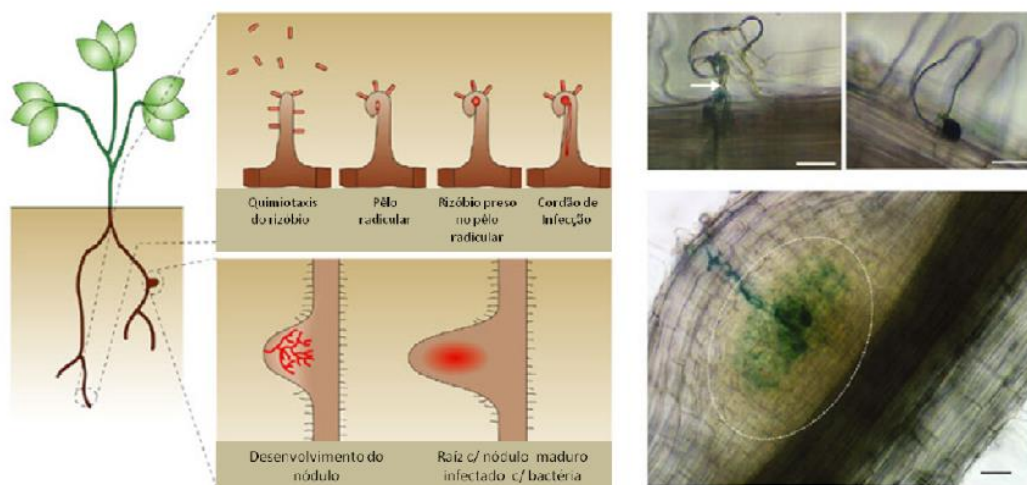 Quimiotaxis
do rizóbio
Pêlo
radicular
Rizóbio preso
no pêlo
radicular
Cordão de
Infecção
Desenvolvimento do
nódulo
Raíz c/ nódulo maduro
infectado c/ bactéria